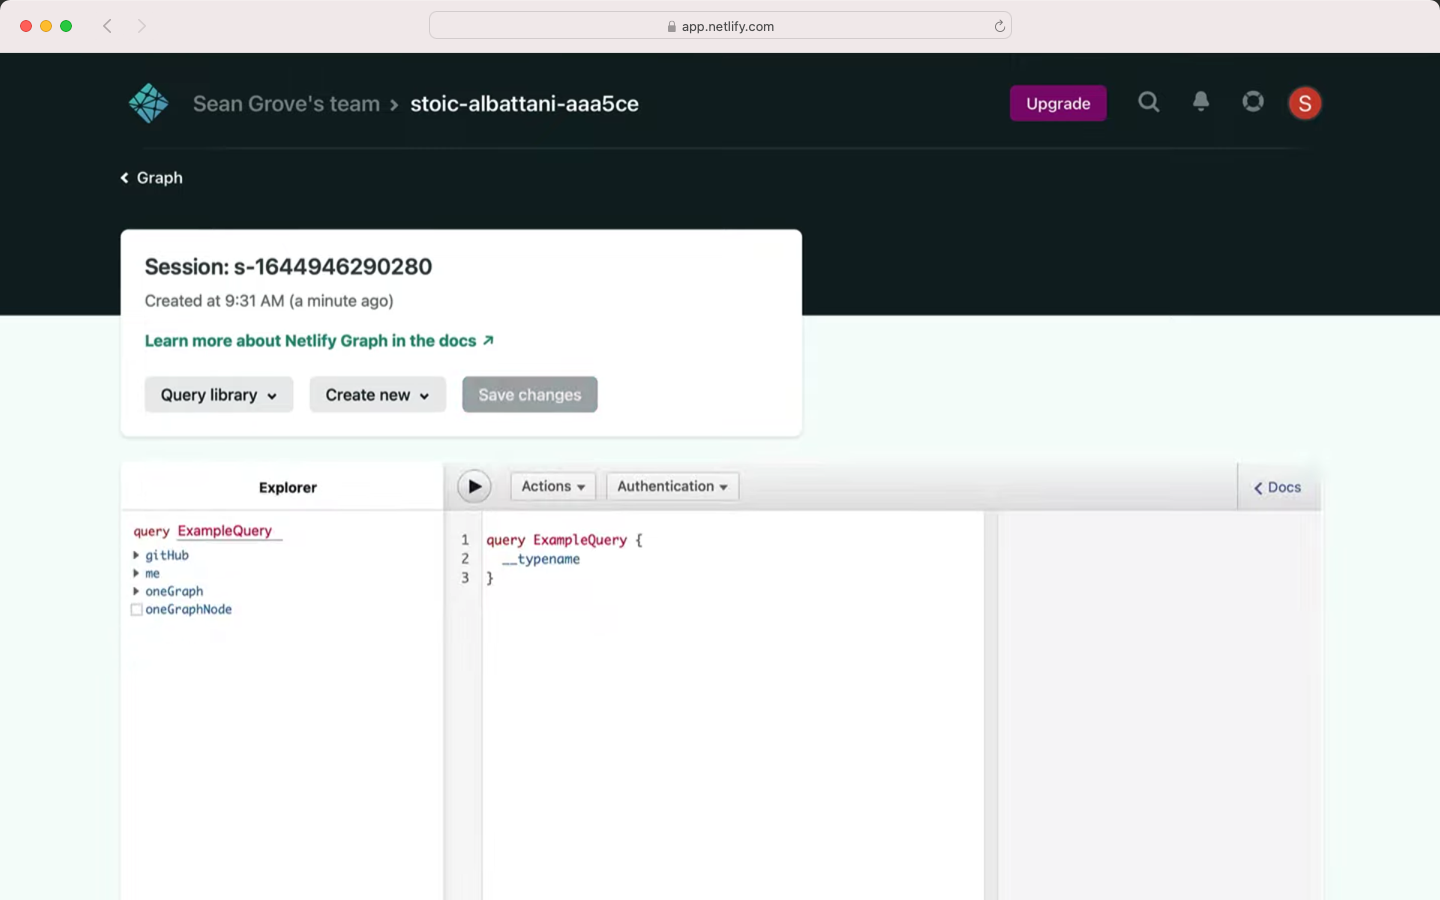 app.netlify.com
Sean Grove's team › stoic-albattani-aaa5ce
Upgrade
S
Graph
Session: s-1644946290280
Created at 9:31 AM (a minute ago)
Learn more about Netlify Graph in the docs ↗
Query library
Create new
Save changes
Explorer
Actions
Authentication
Docs
query ExampleQuery
gitHub
me
oneGraph
oneGraphNode
1 query ExampleQuery {
2 __typename
3 }